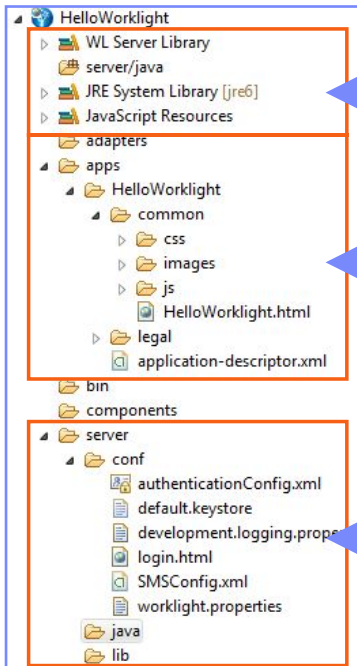 HelloWorklight
WL Server Library
server/java
JRE System Library [jre6]
JavaScript Resources
adapters
apps
HelloWorklight
common
css
images
js
HelloWorklight.html
legal
application-descriptor.xml
bin
components
server
conf
authenticationConfig.xml
default.keystore
development.logging.prope
login.html
SMSConfig.xml
worklight.properties
java
lib